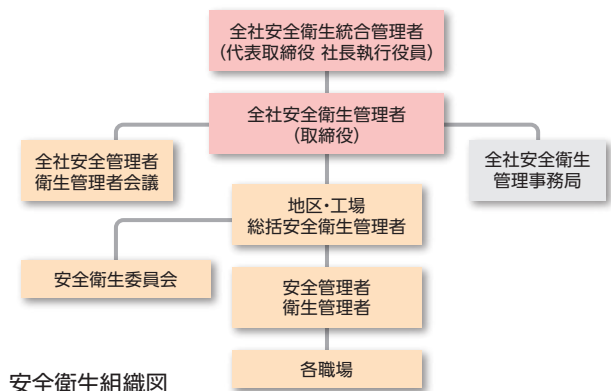 全社安全衛生統合管理者
(代表取締役 社長執行役員)
全社安全衛生管理者
(取締役)
全社安全管理者
衛生管理者会議
全社安全衛生
管理事務局
地区・工場
総括安全衛生管理者
安全衛生委員会
安全管理者
衛生管理者
各職場
安全衛生組織図